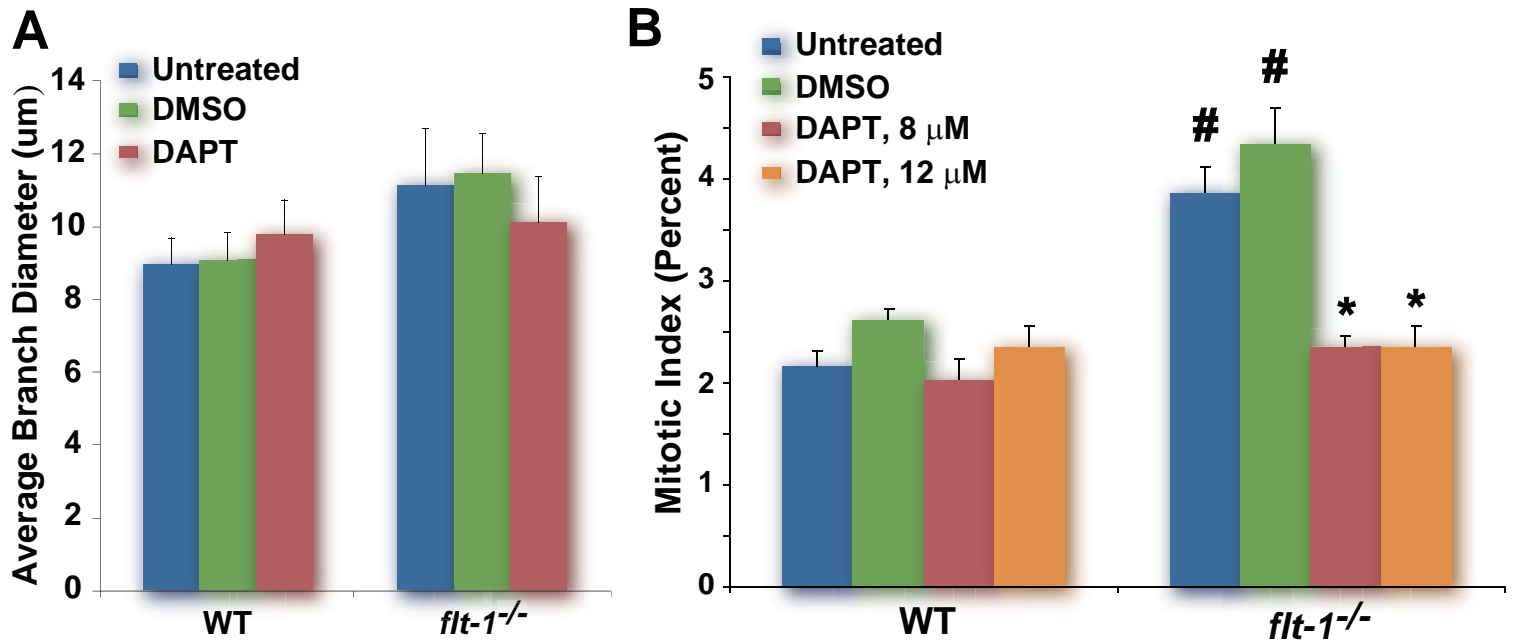 A
Untreated
DMSO
DAPT
Average Branch Diameter (um)
14
12
10
8
6
4
2
0
WT
flt-1-/-
B
Untreated
DMSO
DAPT, 8 μM
DAPT, 12 μM
Mitotic Index (Percent)
5
4
3
2
1
0
#
#
*
*
WT
flt-1-/-